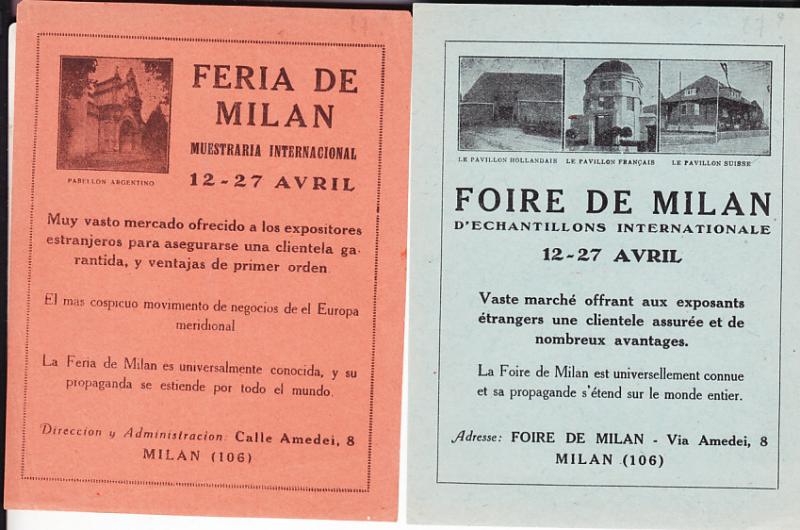 FERIA DE
MILAN
MUESTRARIA INTERNACIONAL
12-27 AVRIL
PABELLON ARGENTINO
Muy vasto mercado ofrecido a los expositores
estranjeros para asegurarse una clientela ga-
rantida, y ventajas de primer orden.
El mas cospicuo movimiento de negocios de el Europa
meridional
La Feria de Milan es universalmente conocida, y su
propaganda se estiende por todo el mundo.
Direccion y Administracion: Calle Amedei, 8
MILAN (106)
LE PAVILLON HOLLANDAIS LE PAVILLON FRANÇAIS LE PAVILLON SUISSE
FOIRE DE MILAN
D'ECHANTILLONS INTERNATIONALE
12-27 AVRIL
Vaste marché offrant aux exposants
étrangers une clientele assurée et de
nombreux avantages.
La Foire de Milan est universellement connue
et sa propagande s'étend sur le monde entier.
Adresse: FOIRE DE MILAN - Via Amedei, 8
MILAN (106)